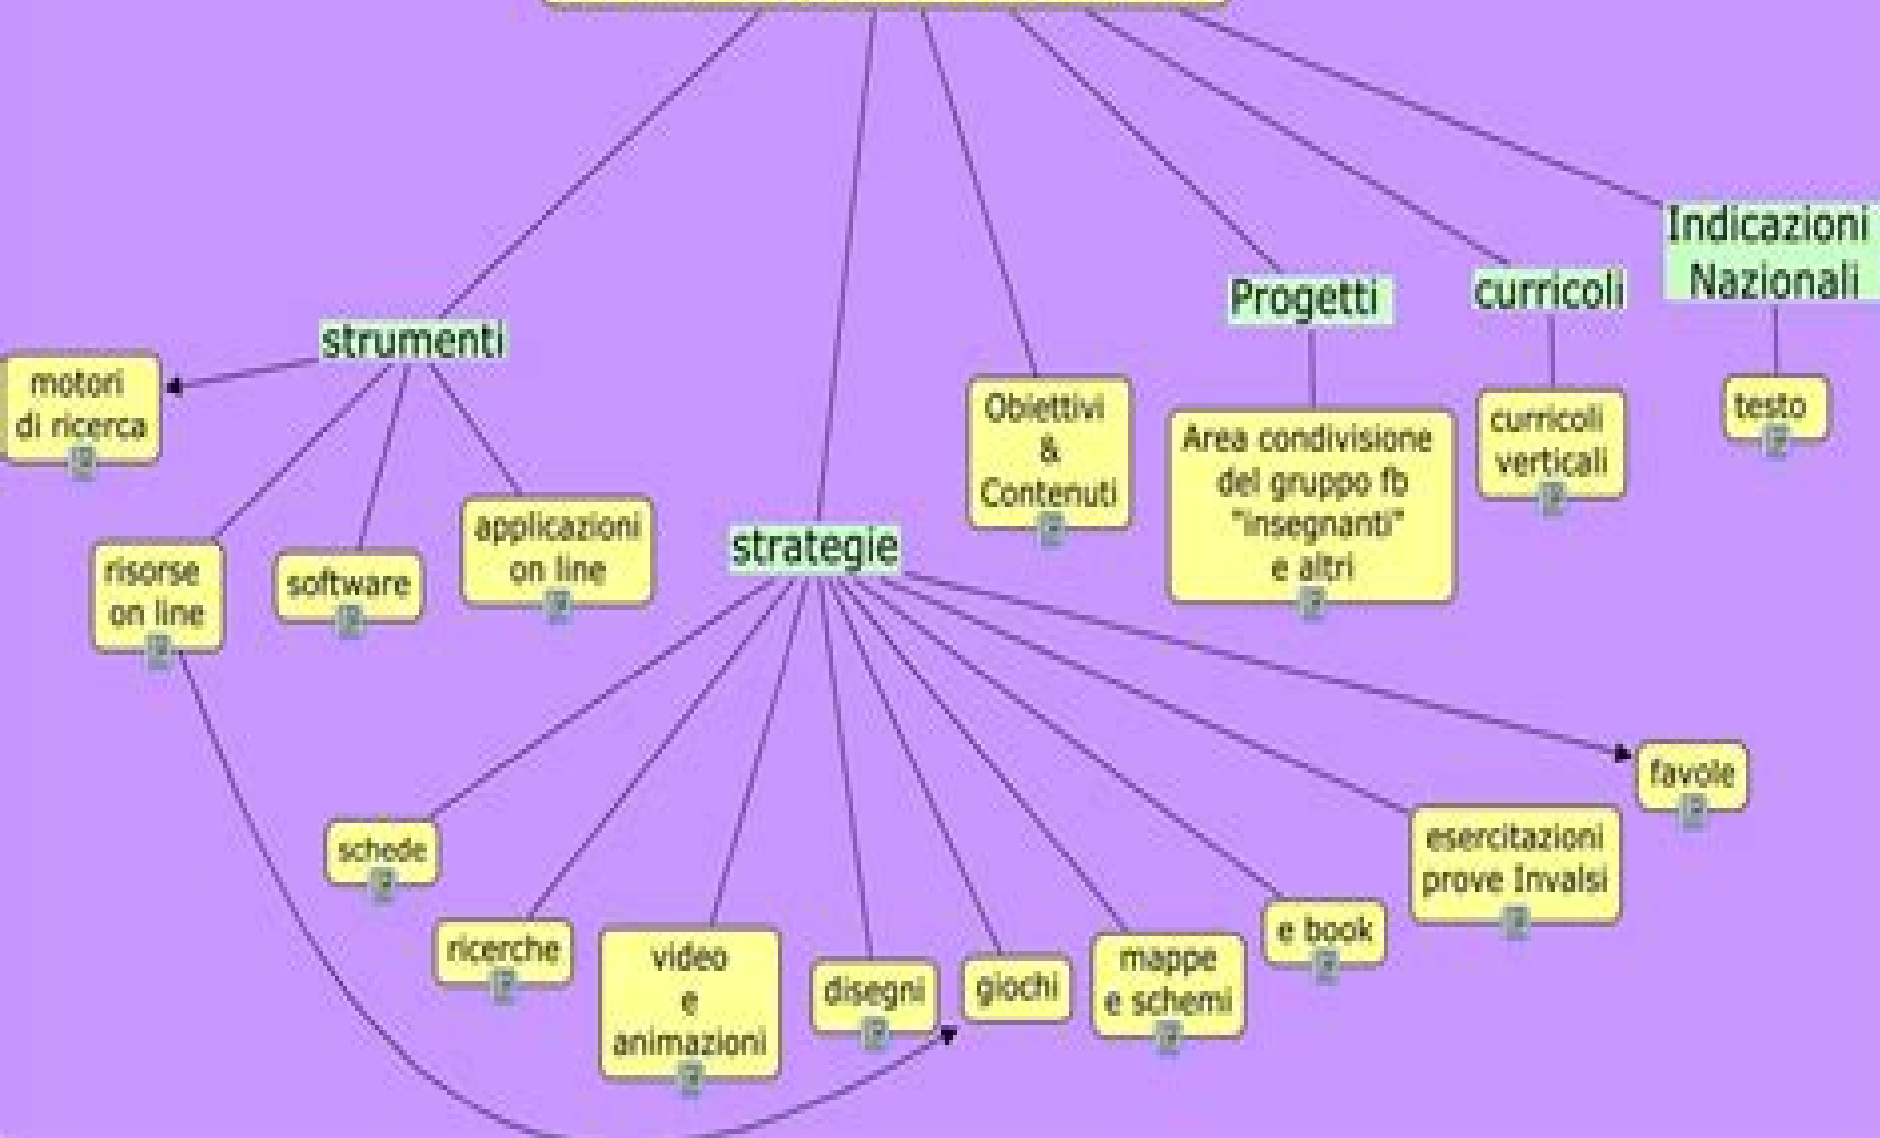 Indicazioni
Nazionali
curricoli
Progetti
strumenti
motori
di ricerca
Obiettivi
&
Contenuti
Area condivisione
del gruppo fb
"insegnanti"
e altri
curricoli
verticali
testo
risorse
on line
software
applicazioni
on line
strategie
favole
schede
esercitazioni
prove Invalsi
ricerche
video
e
animazioni
disegni
giochi
mappe
e schemi
e book